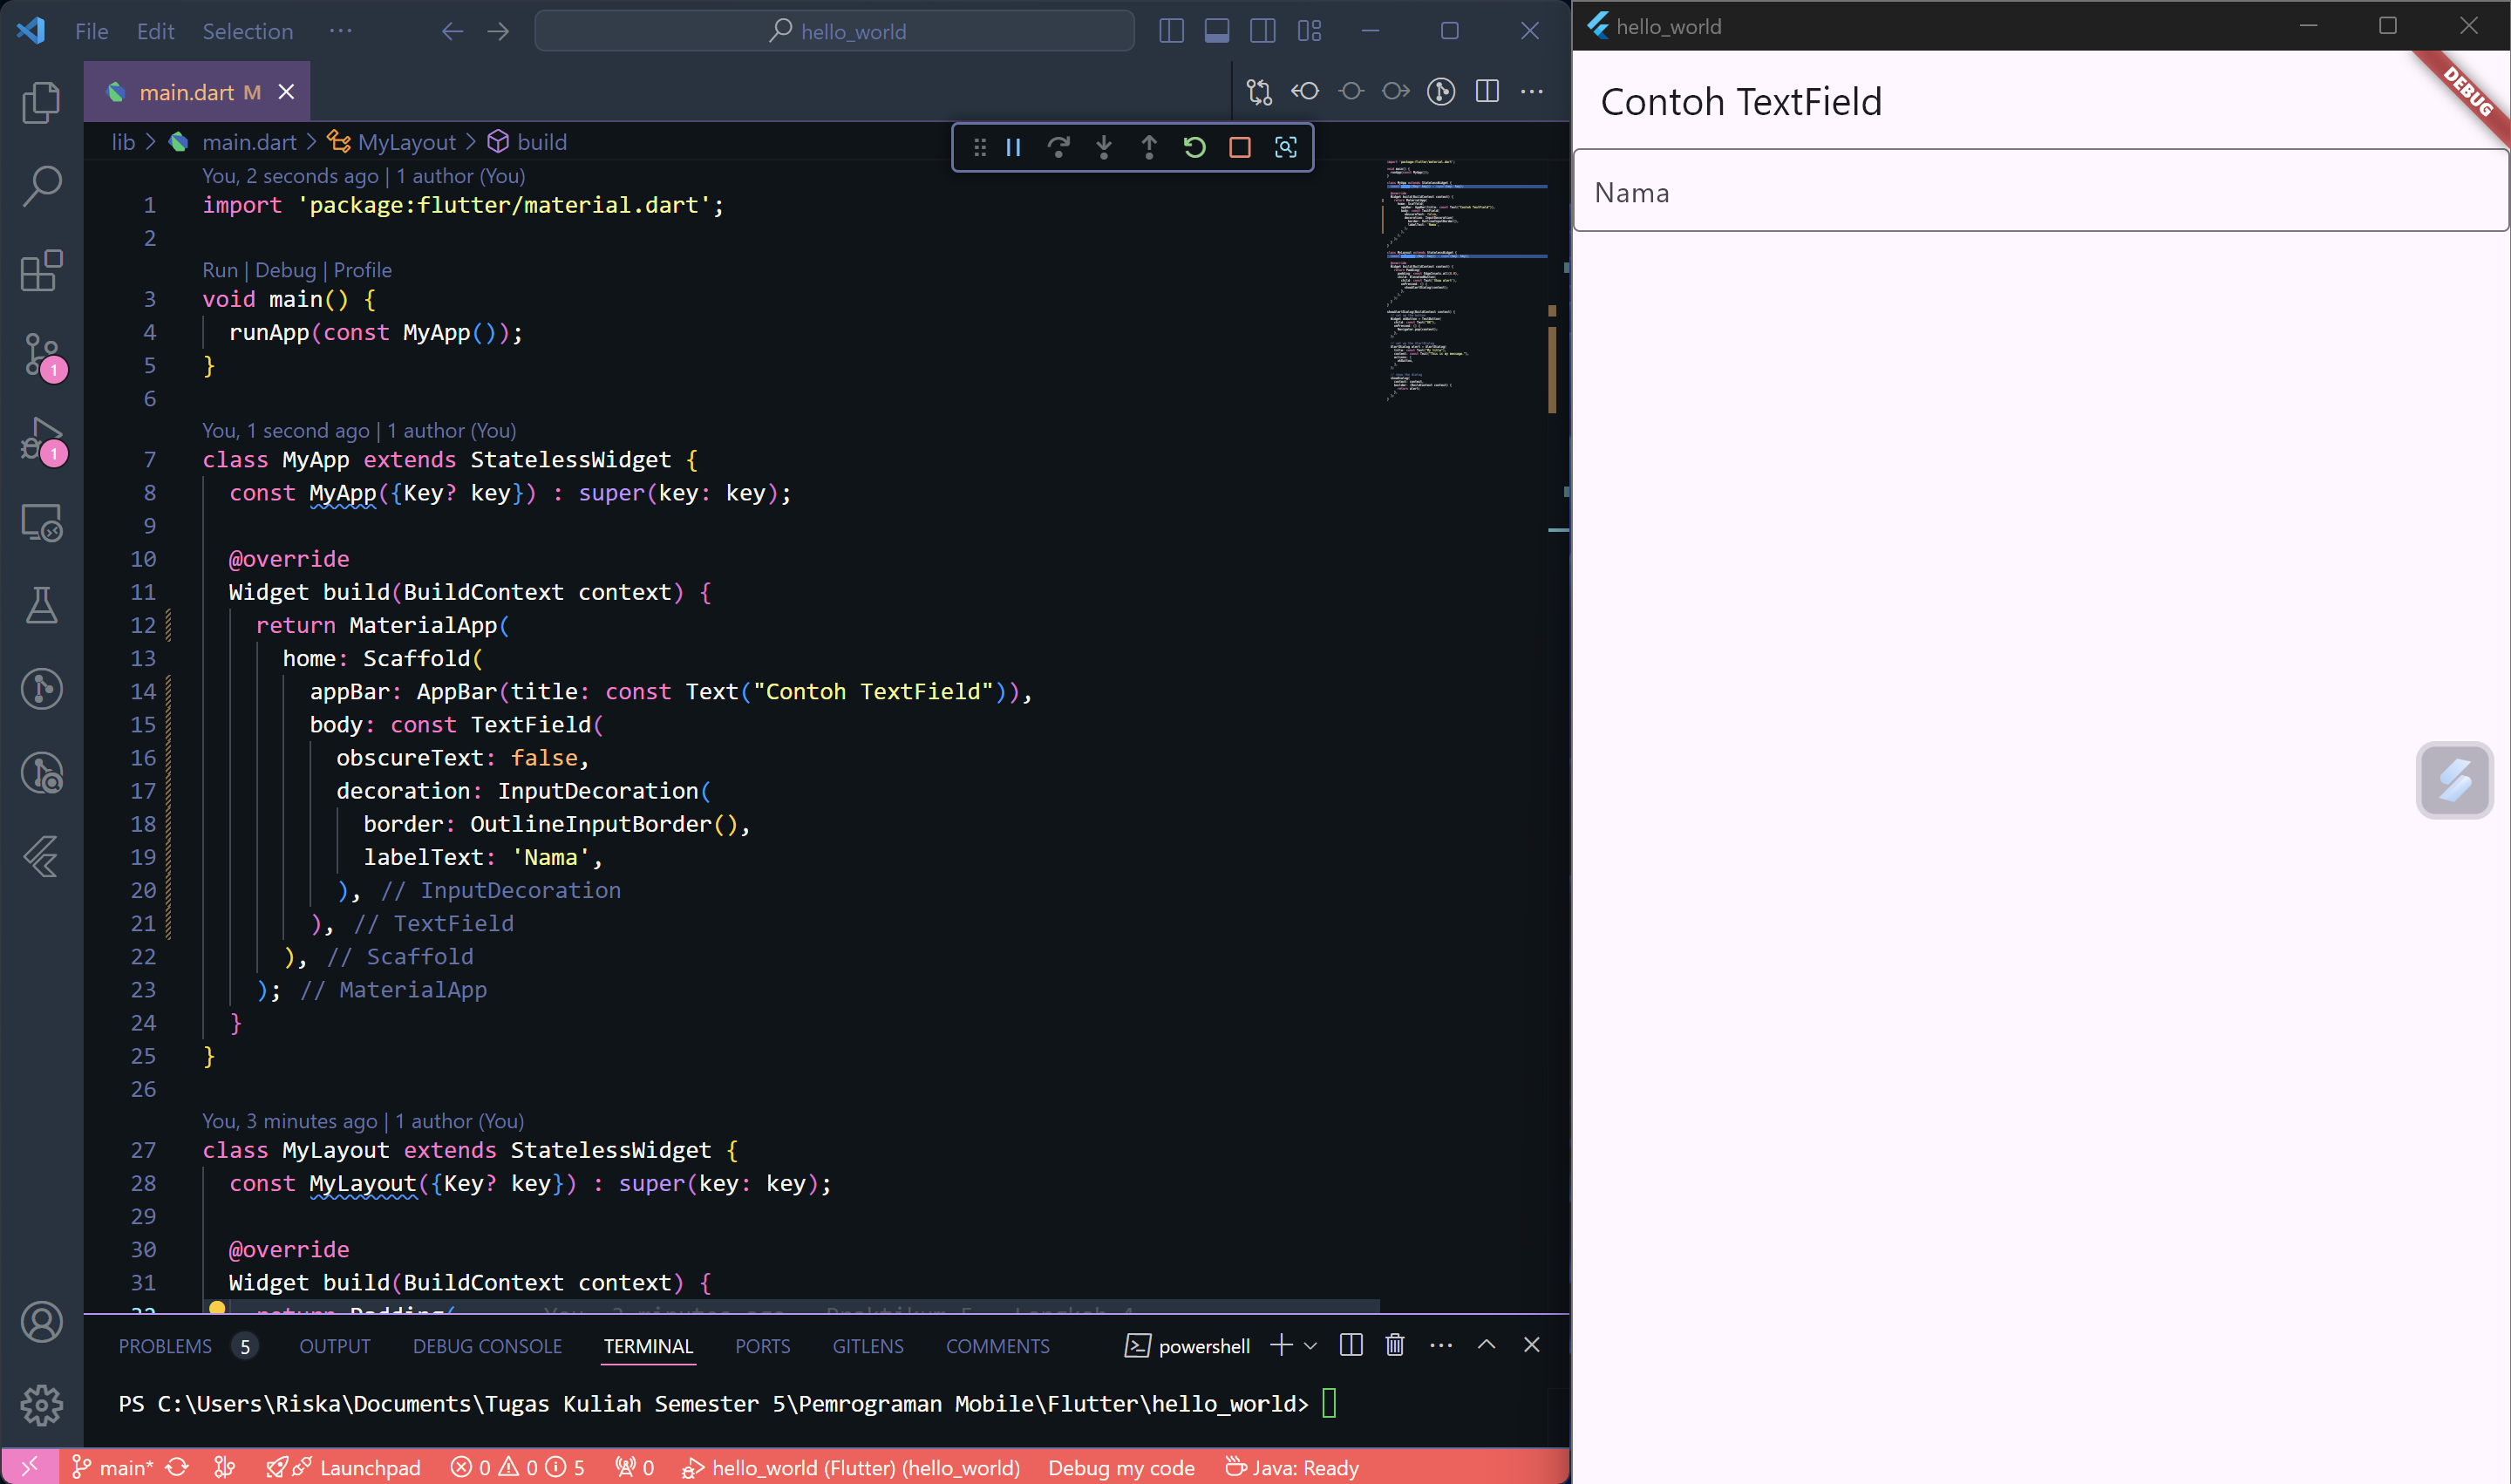 File Edit Selection ··· hello_world
main.dart M
lib > main.dart > MyLayout > build
You, 2 seconds ago | 1 author (You)
1 import 'package:flutter/material.dart';
2
Run | Debug | Profile
3 void main() {
4 runApp(const MyApp());
5 }
6
You, 1 second ago | 1 author (You)
7 class MyApp extends StatelessWidget {
8 const MyApp({Key? key}) : super(key: key);
9
10 @override
11 Widget build(BuildContext context) {
12 return MaterialApp(
13 home: Scaffold(
14 appBar: AppBar(title: const Text("Contoh TextField")),
15 body: const TextField(
16 obscureText: false,
17 decoration: InputDecoration(
18 border: OutlineInputBorder(),
19 labelText: 'Nama',
20 ), // InputDecoration
21 ), // TextField
22 ), // Scaffold
23 ); // MaterialApp
24 }
25 }
26
You, 3 minutes ago | 1 author (You)
27 class MyLayout extends StatelessWidget {
28 const MyLayout({Key? key}) : super(key: key);
29
30 @override
31 Widget build(BuildContext context) {
32 return Padding(
1
1
PROBLEMS 5 OUTPUT DEBUG CONSOLE TERMINAL PORTS GITLENS COMMENTS powershell
PS C:\Users\Riska\Documents\Tugas Kuliah Semester 5\Pemrograman Mobile\Flutter\hello_world>
main* Launchpad 0 0 5 0 hello_world (Flutter) (hello_world) Debug my code Java: Ready
hello_world
DEBUG
Contoh TextField
Nama